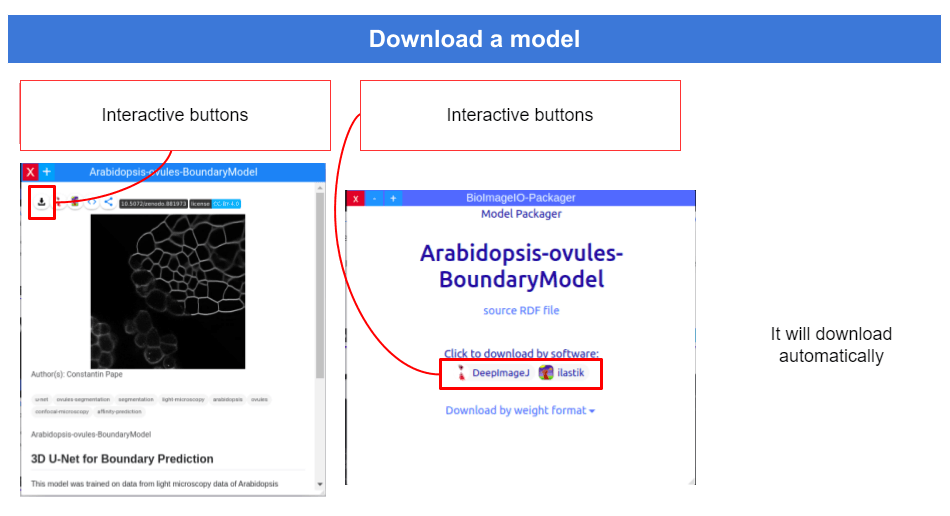 Download a model
Interactive buttons
Interactive buttons
X +
Arabidopsis-ovules-BoundaryModel
10.5072/zenodo.881973 license CC-BY-4.0
Author(s): Constantin Pape
u-net ovules-segmentation segmentation light-microscopy arabidopsis ovules
confocal-microscopy affinity-prediction
Arabidopsis-ovules-BoundaryModel
3D U-Net for Boundary Prediction
This model was trained on data from light microscopy data of Arabidopsis
x - +
BioImageIO-Packager
Model Packager
Arabidopsis-ovules-
BoundaryModel
source RDF file
Click to download by software:
DeepImageJ ilastik
Download by weight format
It will download
automatically